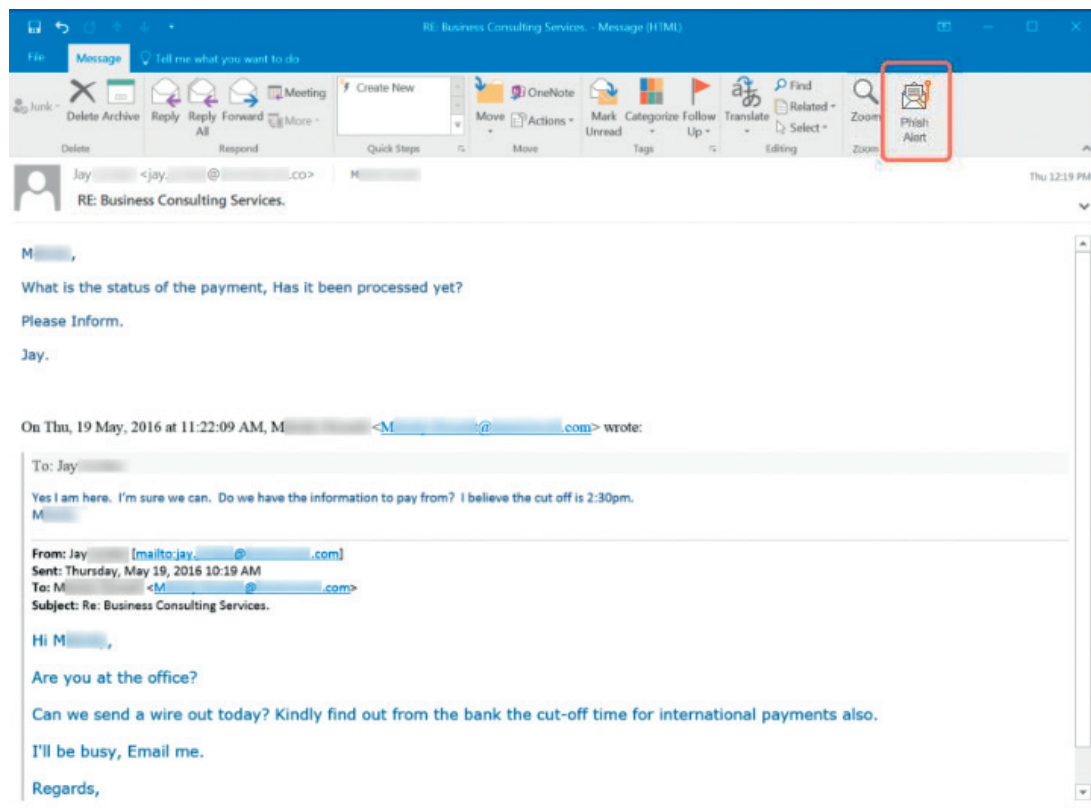 RE: Business Consulting Services. - Message (HTML)
File Message Tell me what you want to do
Junk
Delete Archive
Reply Reply All Forward
Meeting
More
Create New
Move
OneNote
Actions
Mark Unread Categorize Follow Up
Translate
Find
Related
Select
Zoom
Phish Alert
Delete Respond Quick Steps Move Tags Editing Zoom
Jay <jay. @ .co> M
Thu 12:19 PM
RE: Business Consulting Services.
M ,
What is the status of the payment, Has it been processed yet?
Please Inform.
Jay.
On Thu, 19 May, 2016 at 11:22:09 AM, M <M @ .com> wrote:
To: Jay
Yes I am here. I'm sure we can. Do we have the information to pay from? I believe the cut off is 2:30pm.
M
From: Jay [mailto:jay. @ .com]
Sent: Thursday, May 19, 2016 10:19 AM
To: M <M @ .com>
Subject: Re: Business Consulting Services.
Hi M ,
Are you at the office?
Can we send a wire out today? Kindly find out from the bank the cut-off time for international payments also.
I'll be busy, Email me.
Regards,